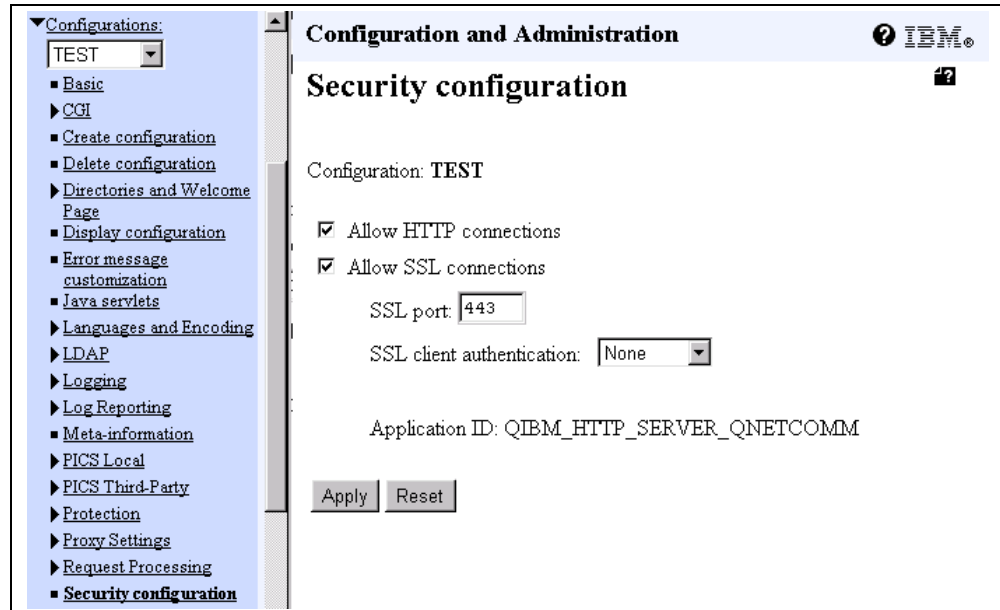 Configurations:
TEST
Basic
CGI
Create configuration
Delete configuration
Directories and Welcome
Page
Display configuration
Error message
customization
Java servlets
Languages and Encoding
LDAP
Logging
Log Reporting
Meta-information
PICS Local
PICS Third-Party
Protection
Proxy Settings
Request Processing
Security configuration
Configuration and Administration
? IBM®
Security configuration
?
Configuration: TEST
Allow HTTP connections
Allow SSL connections
SSL port: 443
SSL client authentication: None
Application ID: QIBM_HTTP_SERVER_QNETCOMM
Apply Reset